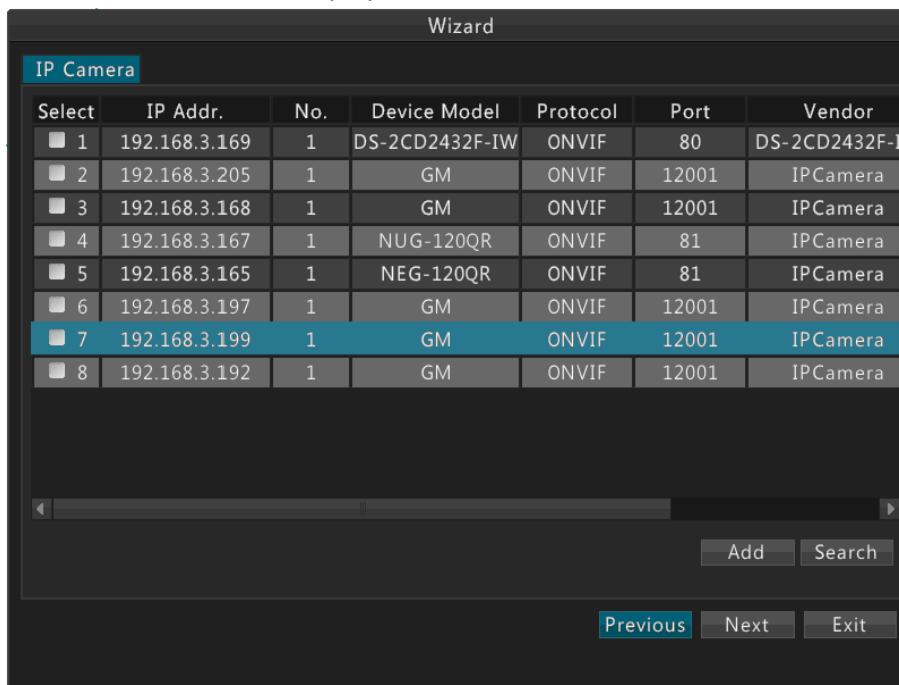 Wizard
IP Camera
Select IP Addr. No. Device Model Protocol Port Vendor
1 192.168.3.169 1 DS-2CD2432F-IW ONVIF 80 DS-2CD2432F-I
2 192.168.3.205 1 GM ONVIF 12001 IPCamera
3 192.168.3.168 1 GM ONVIF 12001 IPCamera
4 192.168.3.167 1 NUG-120QR ONVIF 81 IPCamera
5 192.168.3.165 1 NEG-120QR ONVIF 81 IPCamera
6 192.168.3.197 1 GM ONVIF 12001 IPCamera
7 192.168.3.199 1 GM ONVIF 12001 IPCamera
8 192.168.3.192 1 GM ONVIF 12001 IPCamera
Add Search
Previous Next Exit